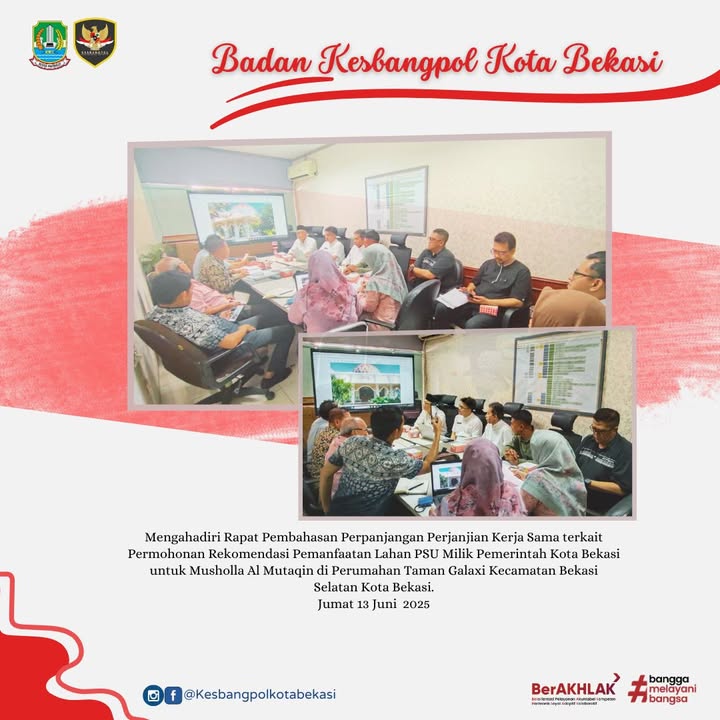 Badan Kesbangpol Kota Bekasi
Mengahadiri Rapat Pembahasan Perpanjangan Perjanjian Kerja Sama terkait
Permohonan Rekomendasi Pemanfaatan Lahan PSU Milik Pemerintah Kota Bekasi
untuk Musholla Al Mutaqin di Perumahan Taman Galaxi Kecamatan Bekasi
Selatan Kota Bekasi.
Jumat 13 Juni 2025
@Kesbangpolkotabekasi
BerAKHLAK
#bangga
melayani
bangsa